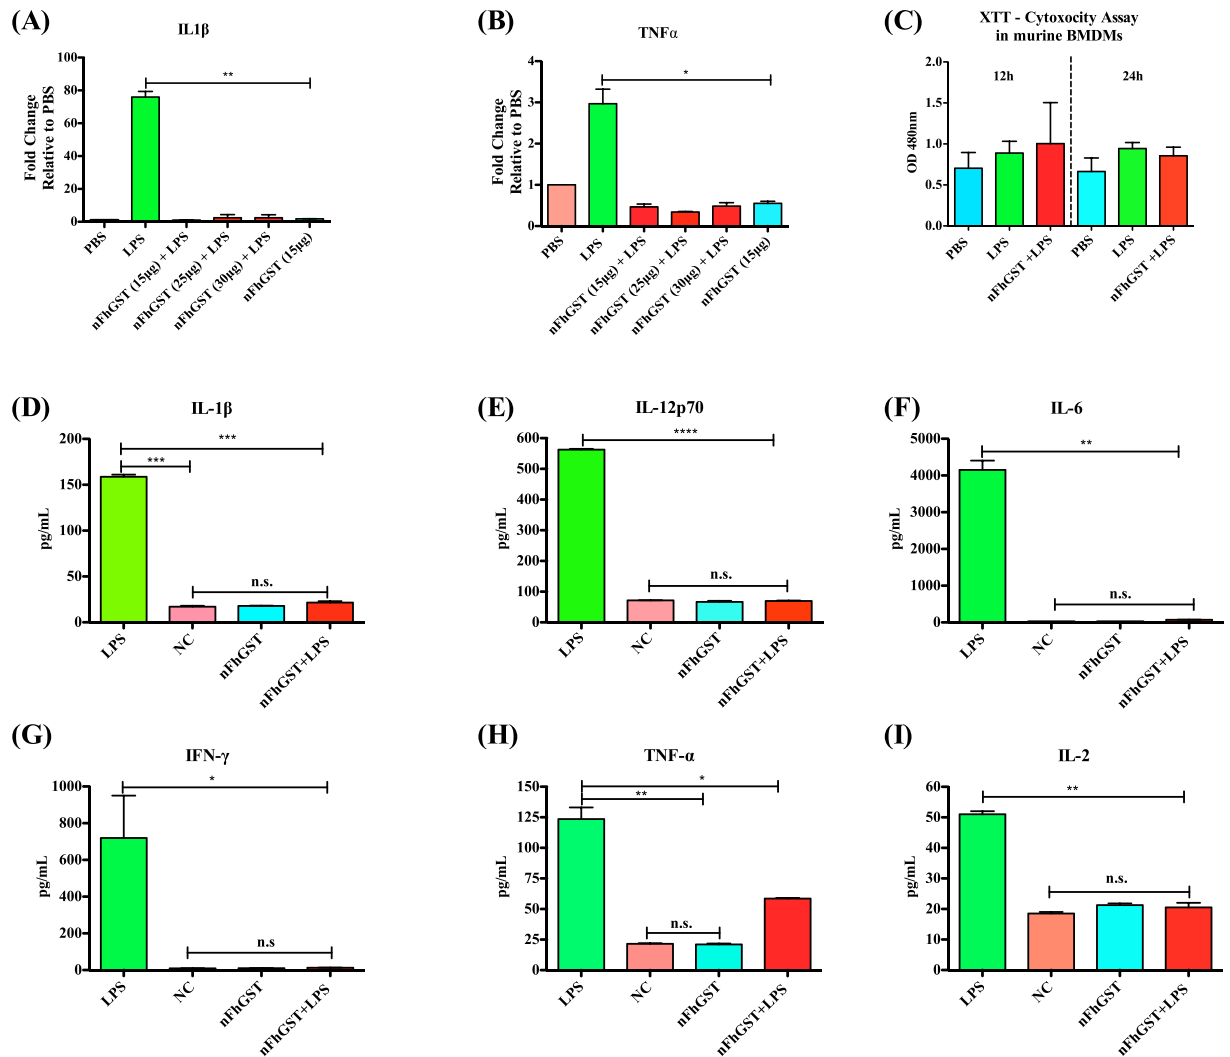 (A)
IL1β
Fold Change
Relative to PBS
100
80
60
40
20
0
**
PBS
LPS
nFhGST (15µg) + LPS
nFhGST (25µg) + LPS
nFhGST (30µg) + LPS
nFhGST (15µg)
(B)
TNFα
Fold Change
Relative to PBS
4
3
2
1
0
*
PBS
LPS
nFhGST (15µg) + LPS
nFhGST (25µg) + LPS
nFhGST (30µg) + LPS
nFhGST (15µg)
(C)
XTT - Cytoxocity Assay
in murine BMDMs
OD 480nm
2.0
1.5
1.0
0.5
0.0
12h
24h
PBS
LPS
nFhGST +LPS
PBS
LPS
nFhGST +LPS
(D)
IL-1β
pg/mL
200
150
100
50
0
***
***
n.s.
LPS
NC
nFhGST
nFhGST+LPS
(E)
IL-12p70
pg/mL
600
500
400
300
200
100
0
****
n.s.
LPS
NC
nFhGST
nFhGST+LPS
(F)
IL-6
pg/mL
5000
4000
3000
2000
1000
0
**
n.s.
LPS
NC
nFhGST
nFhGST+LPS
(G)
IFN-γ
pg/mL
1000
800
600
400
200
0
*
n.s
LPS
NC
nFhGST
nFhGST+LPS
(H)
TNF-α
pg/mL
150
125
100
75
50
25
0
*
**
n.s.
LPS
NC
nFhGST
nFhGST+LPS
(I)
IL-2
pg/mL
60
50
40
30
20
10
0
**
n.s.
LPS
NC
nFhGST
nFhGST+LPS